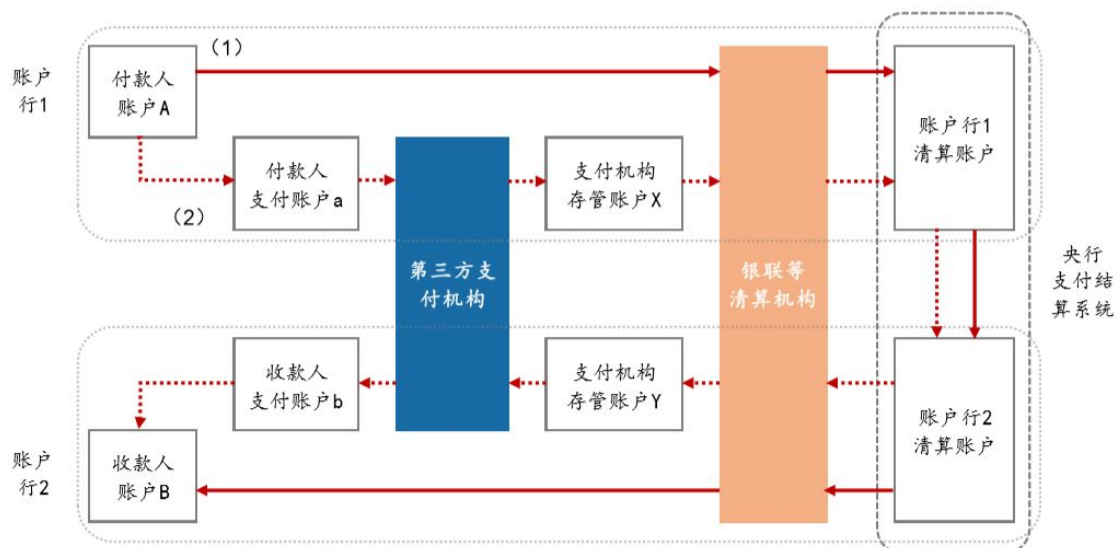 （1）
账户
行1
付款人
账户A
账户行1
清算账户
付款人
支付账户a
支付机构
存管账户X
（2）
第三方支
付机构
银联等
清算机构
央行
支付结
算系统
收款人
支付账户b
支付机构
存管账户Y
账户行2
清算账户
账户
行2
收款人
账户B